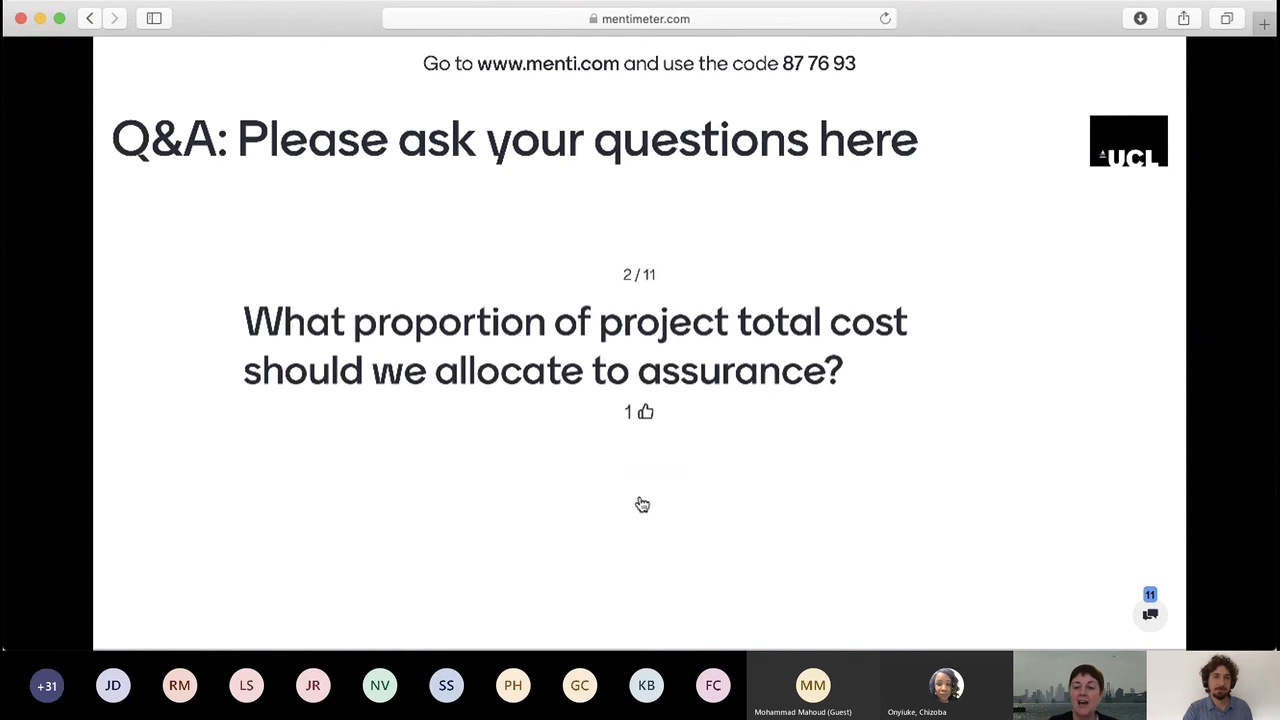 mentimeter.com
Go to www.menti.com and use the code 87 76 93
Q&A: Please ask your questions here
UCL
2 / 11
What proportion of project total cost
should we allocate to assurance?
1
11
+31
JD
RM
LS
JR
NV
SS
PH
GC
KB
FC
MM
Mohammad Mahoud (Guest)
Onyiuke, Chizoba